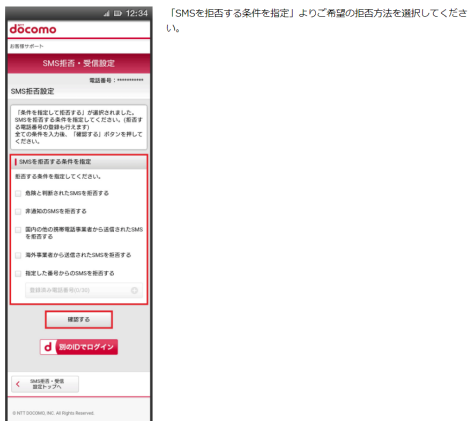 12:34
döcomo
お客様サポート
SMS拒否・受信設定
電話番号：***********
SMS拒否設定
「条件を指定して拒否する」が選択されました。
SMSを拒否する条件を指定してください。(拒否す
る電話番号の登録も行えます)
全ての条件を入力後、「確認する」ボタンを押して
ください。
SMSを拒否する条件を指定
拒否する条件を指定してください。
危険と判断されたSMSを拒否する
非通知のSMSを拒否する
国内の他の携帯電話事業者から送信されたSMS
を拒否する
海外事業者から送信されたSMSを拒否する
指定した番号からのSMSを拒否する
登録済み電話番号(0/30)
確認する
d 別のIDでログイン
SMS拒否・受信
設定トップへ
© NTT DOCOMO, INC. All Rights Reserved.
「SMSを拒否する条件を指定」よりご希望の拒否方法を選択してくださ
い。